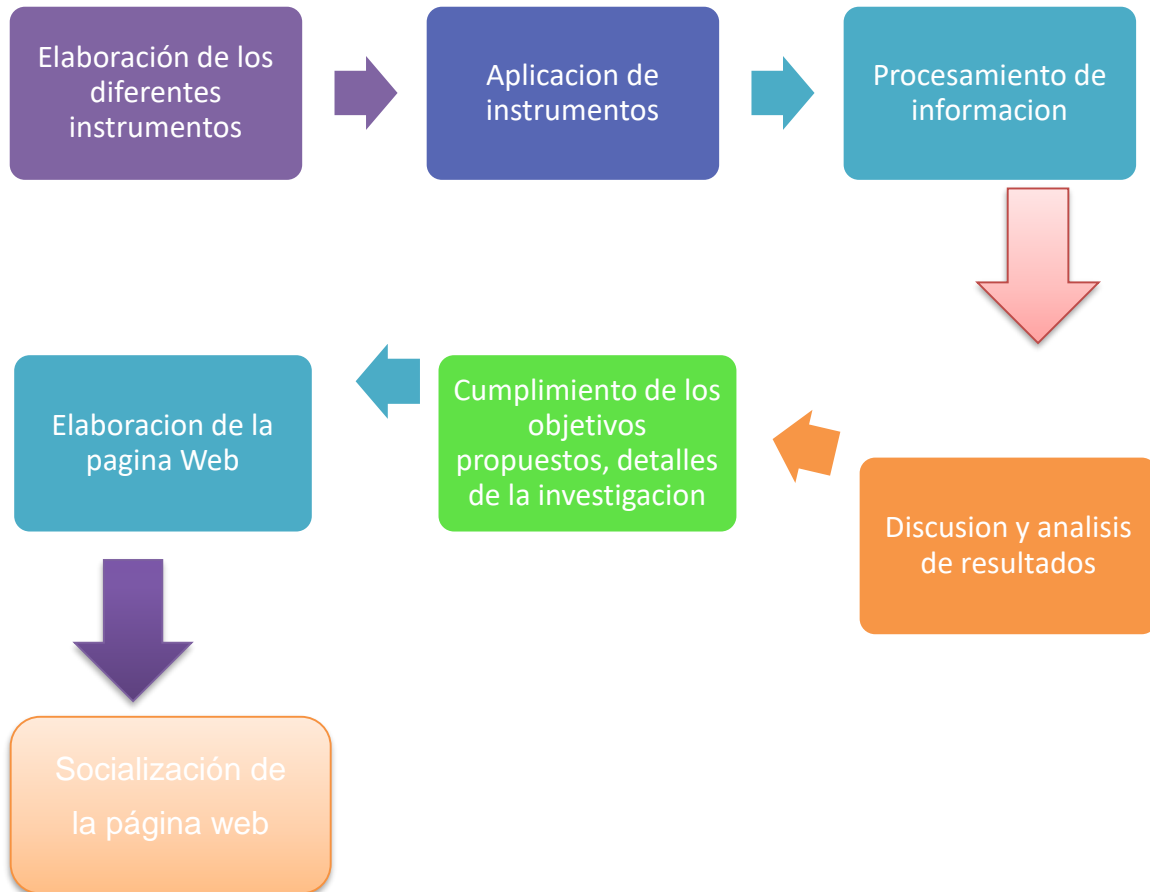 Elaboración de los
diferentes
instrumentos
Aplicacion de
instrumentos
Procesamiento de
informacion
Discusion y analisis
de resultados
Cumplimiento de los
objetivos
propuestos, detalles
de la investigacion
Elaboracion de la
pagina Web
Socialización de
la página web